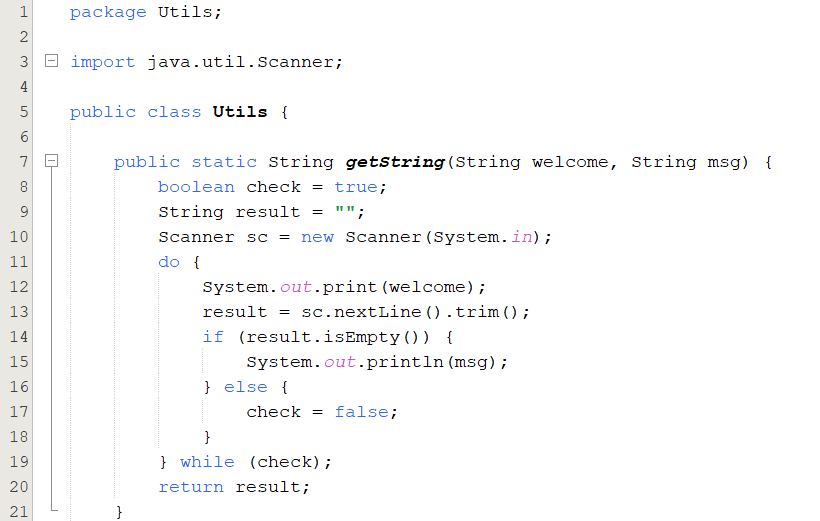 1 package Utils;
2
3 import java.util.Scanner;
4
5 public class Utils {
6
7 public static String getString(String welcome, String msg) {
8 boolean check = true;
9 String result = "";
10 Scanner sc = new Scanner(System.in);
11 do {
12 System.out.print(welcome);
13 result = sc.nextLine().trim();
14 if (result.isEmpty()) {
15 System.out.println(msg);
16 } else {
17 check = false;
18 }
19 } while (check);
20 return result;
21 }